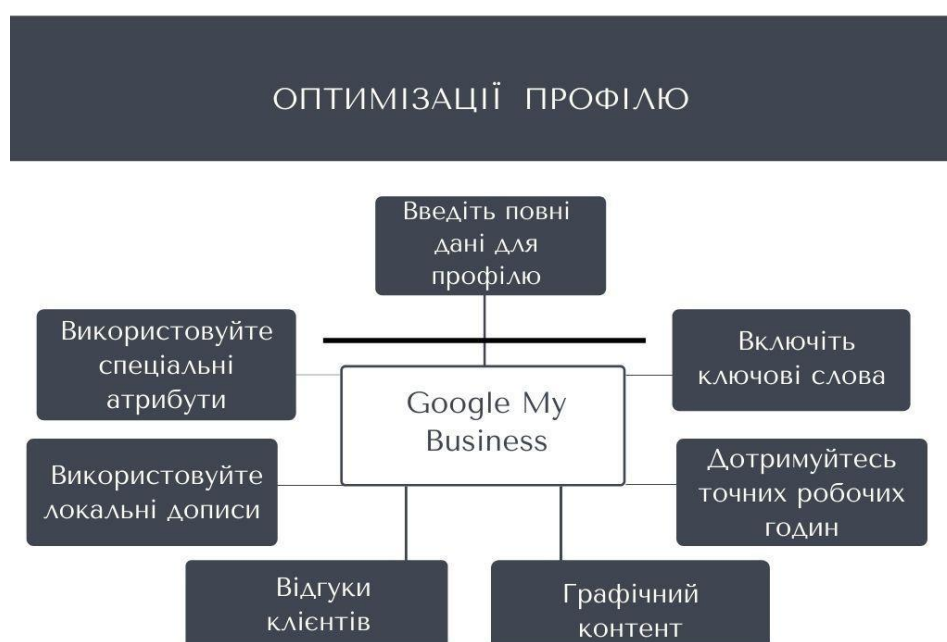 ОПТИМІЗАЦІЇ ПРОФІЛЮ
Введіть повні
дані для
профілю
Використовуйте
спеціальні
атрибути
Включіть
ключові слова
Google My
Business
Використовуйте
локальні дописи
Дотримуйтесь
точних робочих
годин
Відгуки
клієнтів
Графічний
контент